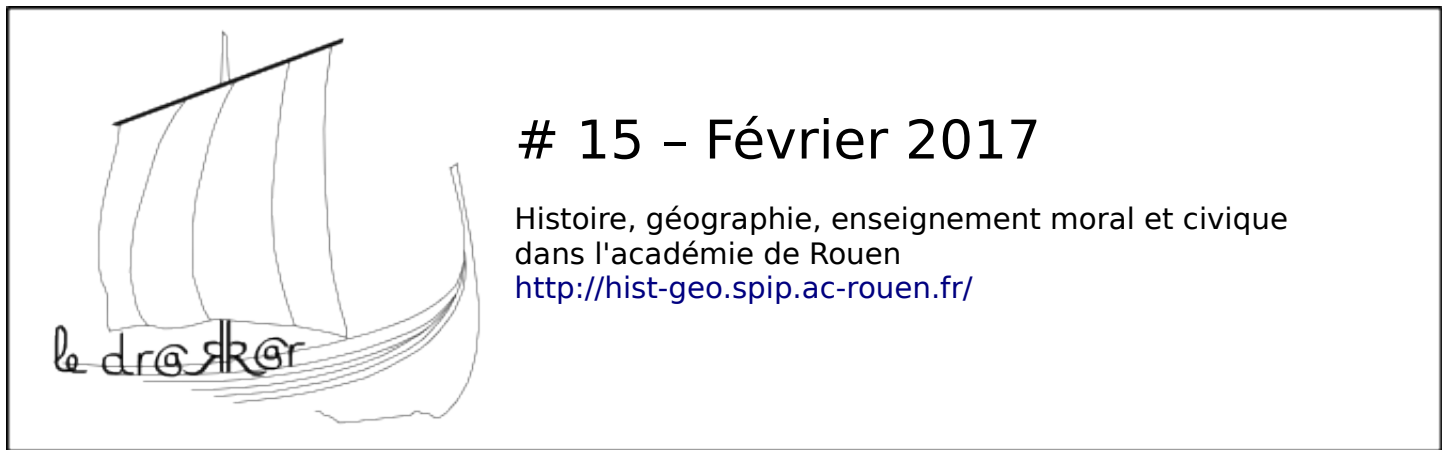 # 15 – Février 2017
Histoire, géographie, enseignement moral et civique
dans l'académie de Rouen
http://hist-geo.spip.ac-rouen.fr/
le dr@kk@r